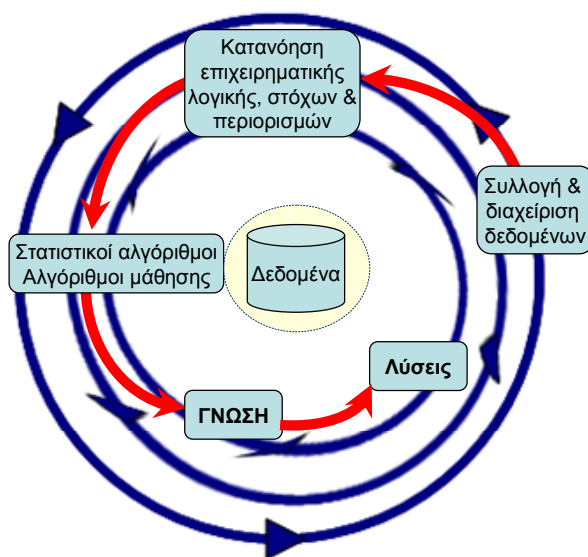 Κατανόηση
επιχειρηματικής
λογικής, στόχων &
περιορισμών
Συλλογή &
διαχείριση
δεδομένων
Στατιστικοί αλγόριθμοι
Αλγόριθμοι μάθησης
Δεδομένα
Λύσεις
ΓΝΩΣΗ